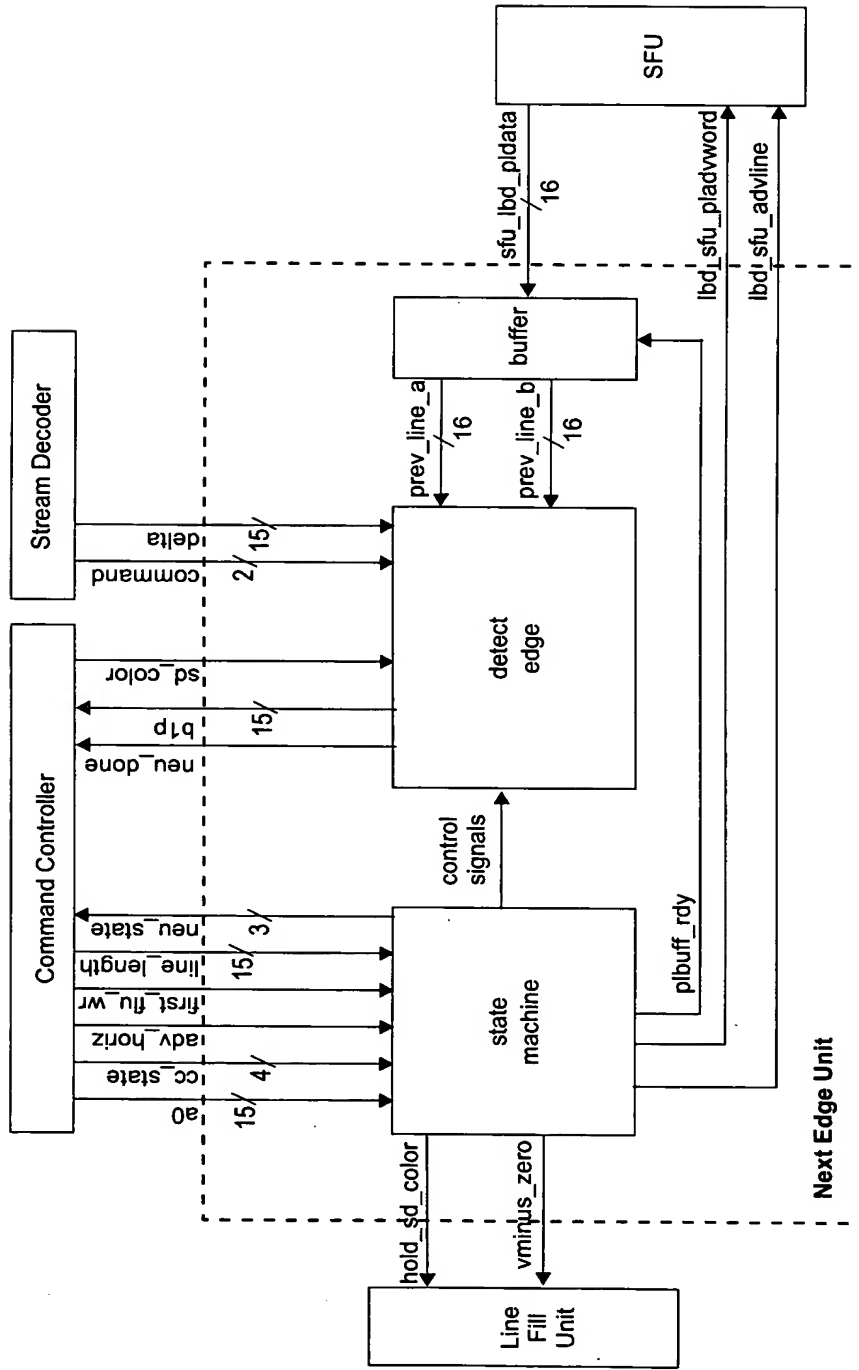 Command Controller
Stream Decoder
a0
15
cc_state
4
adv_horiz
first_flu_wr
line_length
15
neu_state
3
neu_done
b1p
15
sd_color
command
2
delta
15
hold_sd_color
vminus_zero
Line
Fill
Unit
state
machine
control
signals
detect
edge
prev_line_a
16
prev_line_b
16
buffer
sfu_lbd_pldata
16
SFU
lbd_sfu_pladvword
lbd_sfu_advline
plbuff_rdy
Next Edge Unit